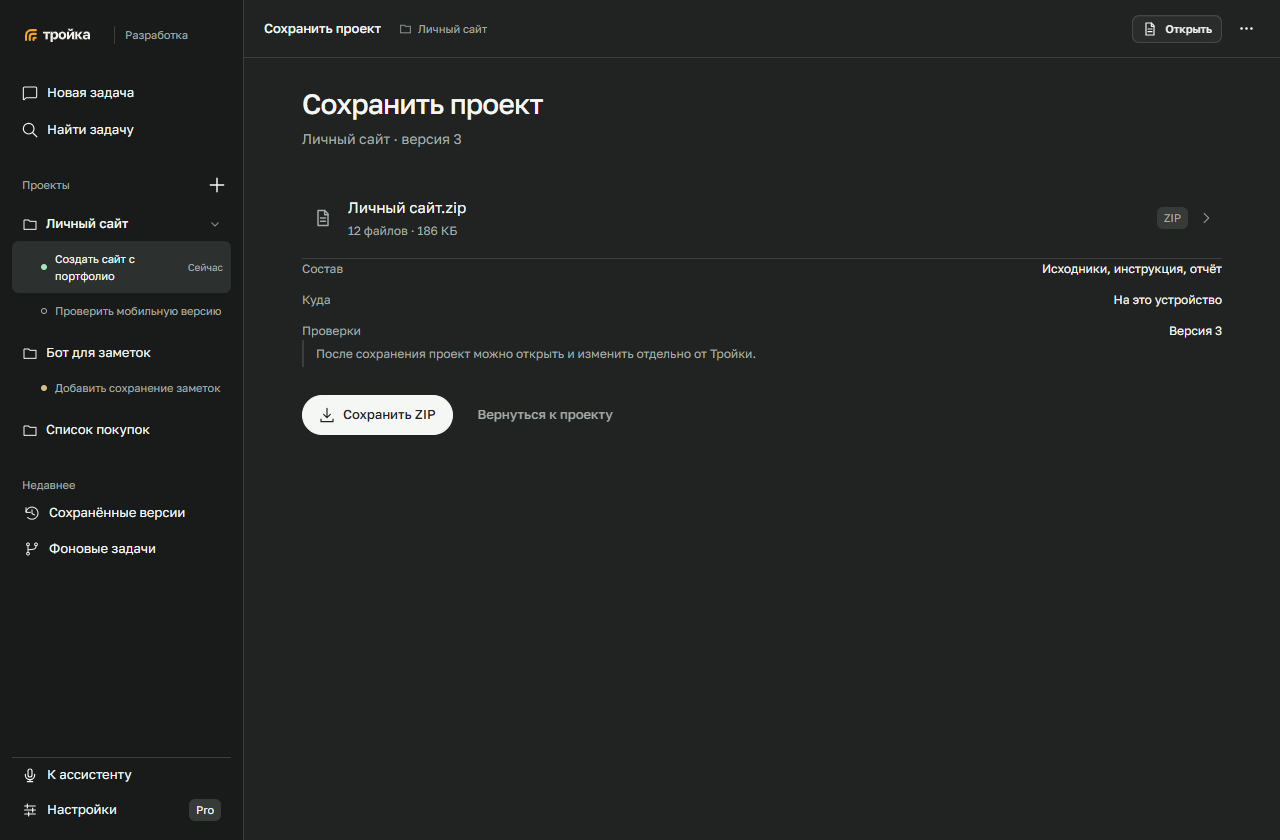 тройка
Разработка
Новая задача
Найти задачу
Проекты
Личный сайт
Создать сайт с
портфолио
Сейчас
Проверить мобильную версию
Бот для заметок
Добавить сохранение заметок
Список покупок
Недавнее
Сохранённые версии
Фоновые задачи
К ассистенту
Настройки
Pro
Сохранить проект
Личный сайт
Открыть
Сохранить проект
Личный сайт · версия 3
Личный сайт.zip
12 файлов · 186 КБ
ZIP
Состав
Исходники, инструкция, отчёт
Куда
На это устройство
Проверки
Версия 3
После сохранения проект можно открыть и изменить отдельно от Тройки.
Сохранить ZIP
Вернуться к проекту